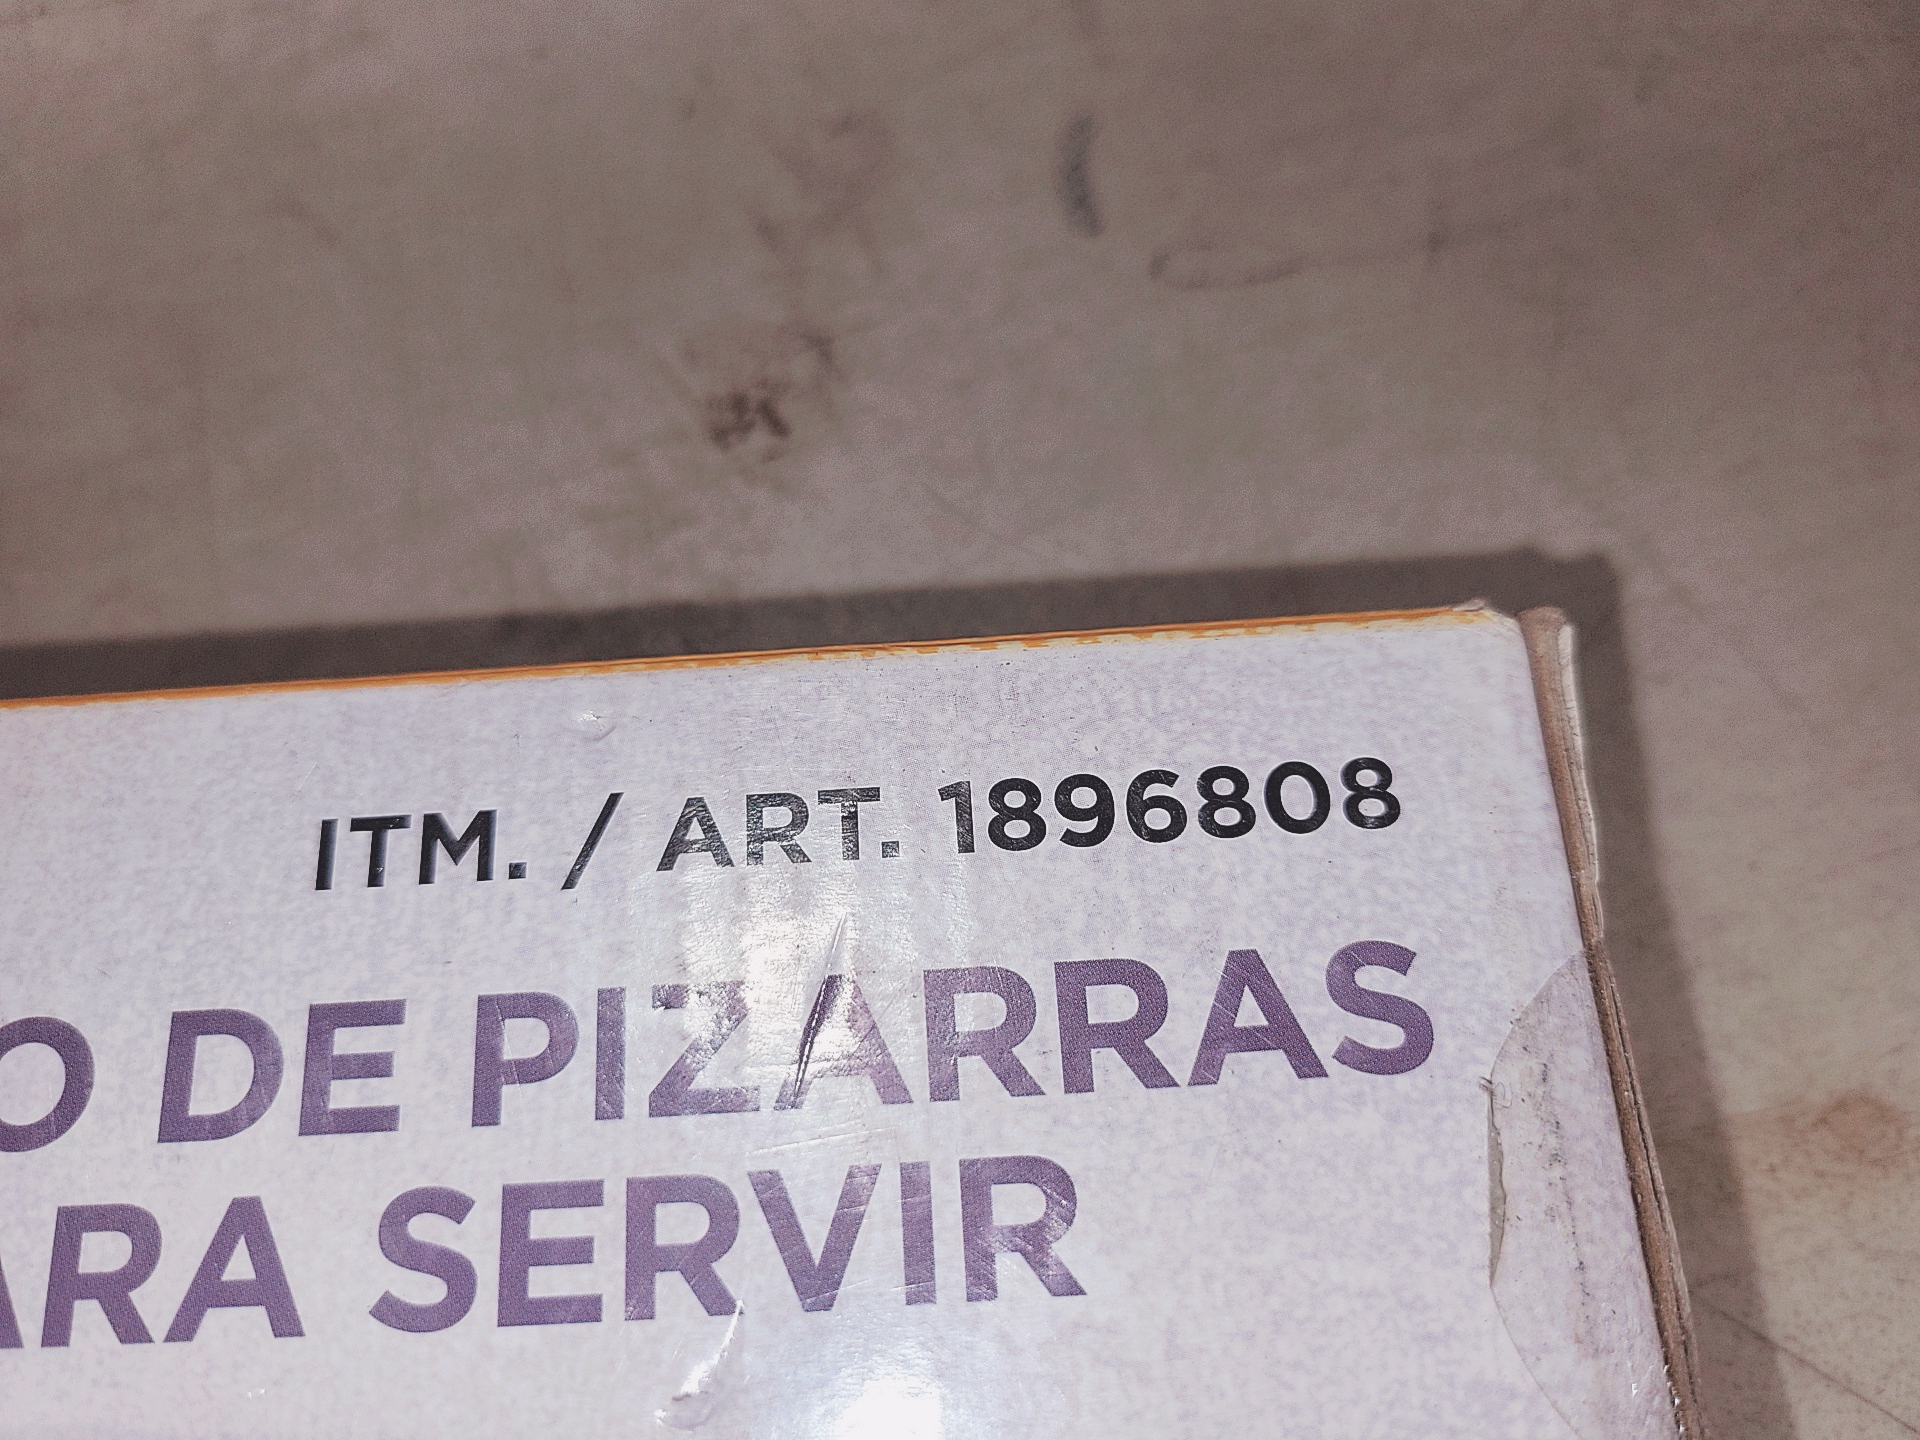 ITM. / ART. 1896808
O DE PIZARRAS
ARA SERVIR